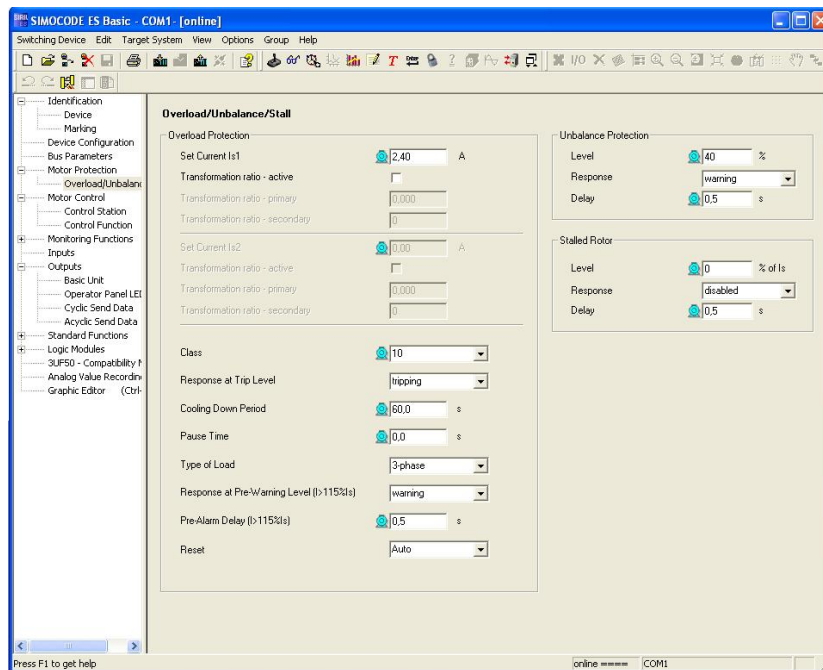 SIMOCODE ES Basic - COM1- [online]
Switching Device Edit Target System View Options Group Help
Identification
Device
Marking
Device Configuration
Bus Parameters
Motor Protection
Overload/Unbalanc
Motor Control
Control Station
Control Function
Monitoring Functions
Inputs
Outputs
Basic Unit
Operator Panel LE
Cyclic Send Data
Acyclic Send Data
Standard Functions
Logic Modules
3UF50 - Compatibility
Analog Value Recordin
Graphic Editor (Ctrl-
Overload/Unbalance/Stall
Overload Protection
Set Current Is1 2,40 A
Transformation ratio - active
Transformation ratio - primary 0,000
Transformation ratio - secondary 0
Set Current Is2 0,00 A
Transformation ratio - active
Transformation ratio - primary 0,000
Transformation ratio - secondary 0
Class 10
Response at Trip Level tripping
Cooling Down Period 60,0 s
Pause Time 0,0 s
Type of Load 3-phase
Response at Pre-Warning Level (I>115%Is) warning
Pre-Alarm Delay (I>115%Is) 0,5 s
Reset Auto
Unbalance Protection
Level 40 %
Response warning
Delay 0,5 s
Stalled Rotor
Level 0 % of Is
Response disabled
Delay 0,5 s
Press F1 to get help
online ==== COM1